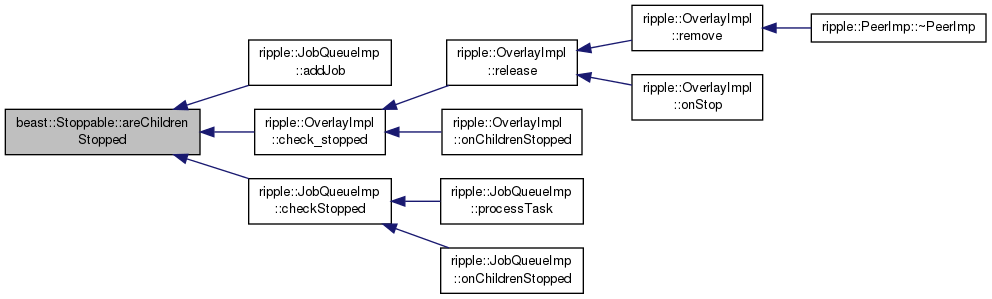 beast::Stoppable::areChildren
Stopped
ripple::JobQueueImp
::addJob
ripple::OverlayImpl
::check_stopped
ripple::JobQueueImp
::checkStopped
ripple::OverlayImpl
::release
ripple::OverlayImpl
::onChildrenStopped
ripple::JobQueueImp
::processTask
ripple::JobQueueImp
::onChildrenStopped
ripple::OverlayImpl
::remove
ripple::OverlayImpl
::onStop
ripple::PeerImp::~PeerImp